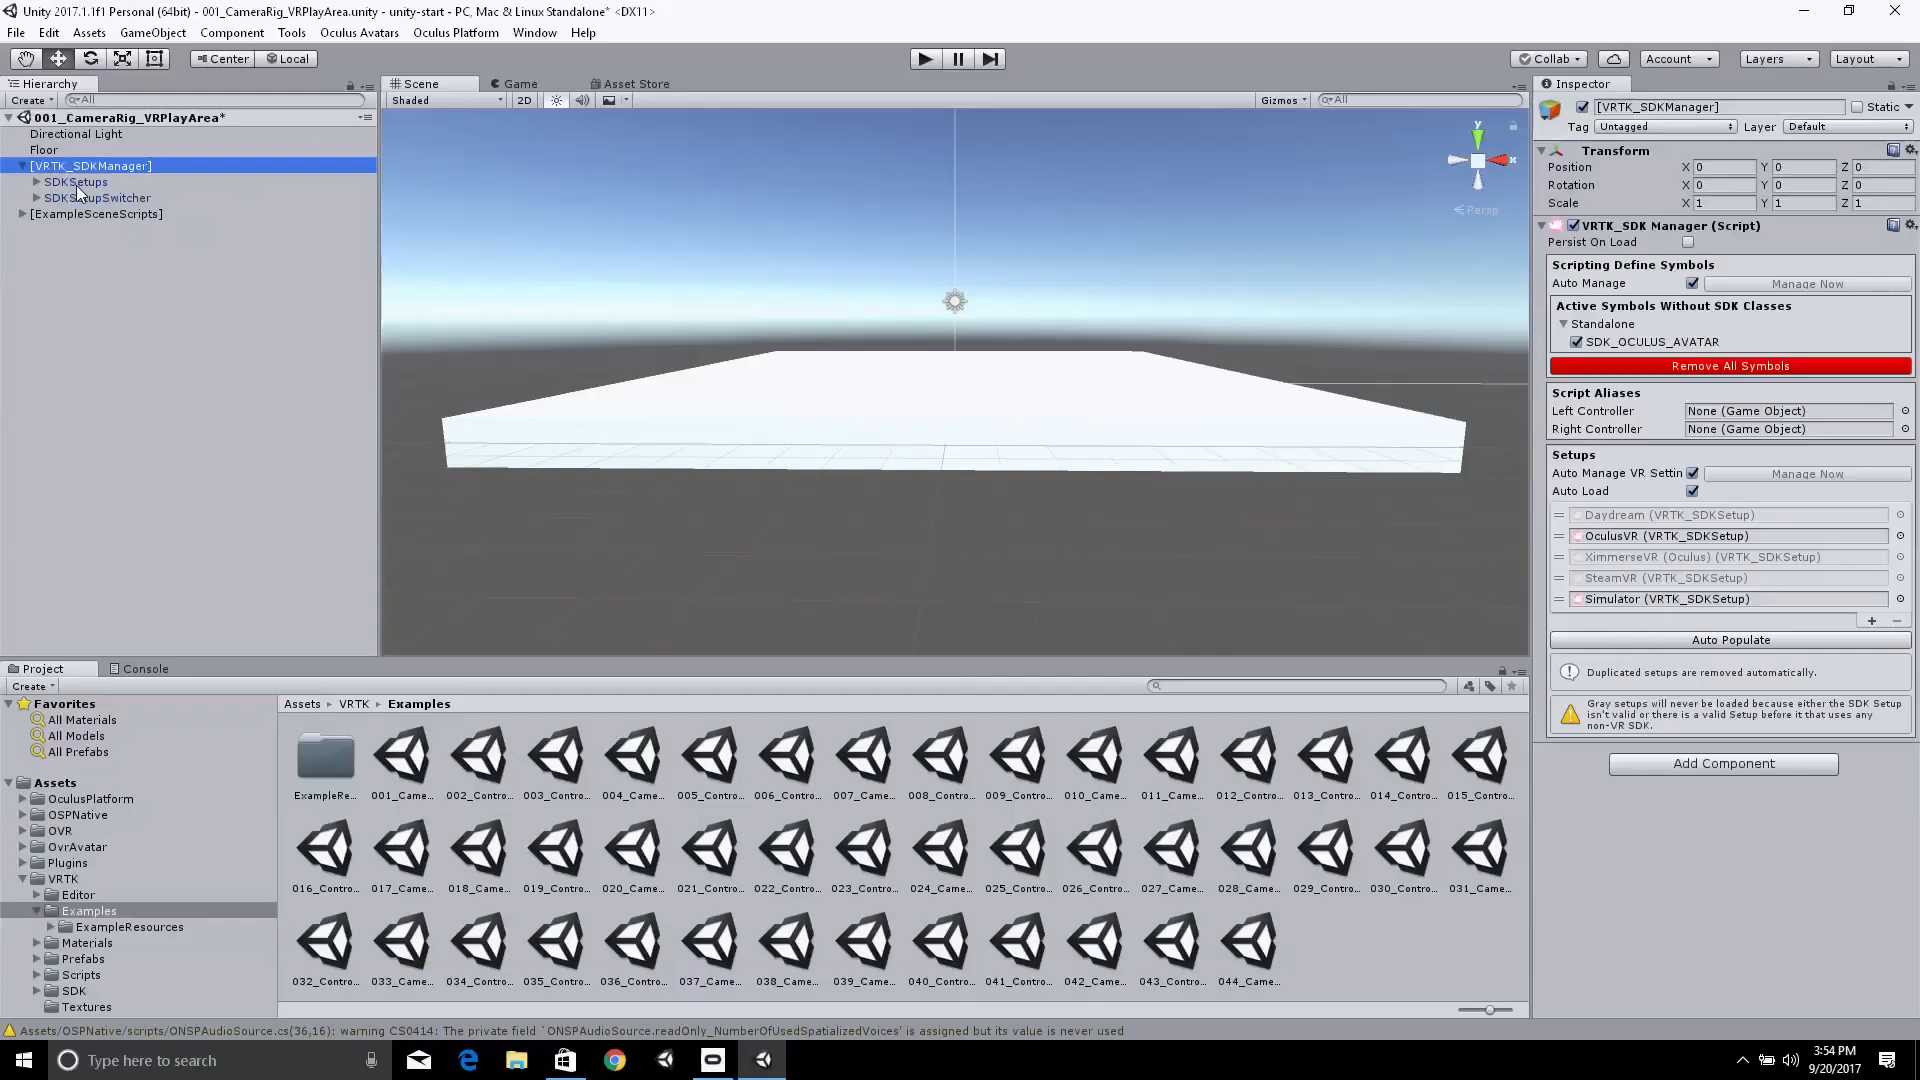 Unity 2017.1.1f1 Personal (64bit) - 001_CameraRig_VRPlayArea.unity - unity-start - PC, Mac & Linux Standalone* <DX11>
File Edit Assets GameObject Component Tools Oculus Avatars Oculus Platform Window Help
Center Local Collab Account Layers Layout
Hierarchy Scene Game Asset Store Inspector
Create All Shaded 2D Gizmos All
[VRTK_SDKManager] Static
Tag Untagged Layer Default
001_CameraRig_VRPlayArea*
Directional Light
Floor
[VRTK_SDKManager]
SDKSetups
SDKSetupSwitcher
[ExampleSceneScripts]
y
x
Persp
Transform
Position X 0 Y 0 Z 0
Rotation X 0 Y 0 Z 0
Scale X 1 Y 1 Z 1
VRTK_SDK Manager (Script)
Persist On Load
Scripting Define Symbols
Auto Manage Manage Now
Active Symbols Without SDK Classes
Standalone
SDK_OCULUS_AVATAR
Remove All Symbols
Script Aliases
Left Controller None (Game Object)
Right Controller None (Game Object)
Setups
Auto Manage VR Settin Manage Now
Auto Load
Daydream (VRTK_SDKSetup)
OculusVR (VRTK_SDKSetup)
XimmerseVR (Oculus) (VRTK_SDKSetup)
SteamVR (VRTK_SDKSetup)
Simulator (VRTK_SDKSetup)
+ −
Auto Populate
Duplicated setups are removed automatically.
Gray setups will never be loaded because either the SDK Setup
isn't valid or there is a valid Setup before it that uses any
non-VR SDK.
Add Component
Project Console
Create
Favorites
All Materials
All Models
All Prefabs
Assets
OculusPlatform
OSPNative
OVR
OvrAvatar
Plugins
VRTK
Editor
Examples
ExampleResources
Materials
Prefabs
Scripts
SDK
Textures
Assets VRTK Examples
ExampleRe... 001_Came... 002_Contro... 003_Contro... 004_Came... 005_Contro... 006_Contro... 007_Came... 008_Contro... 009_Contro... 010_Came... 011_Came... 012_Contro... 013_Contro... 014_Contro... 015_Contro...
016_Contro... 017_Came... 018_Came... 019_Contro... 020_Came... 021_Contro... 022_Contro... 023_Contro... 024_Came... 025_Contro... 026_Contro... 027_Came... 028_Came... 029_Contro... 030_Contro... 031_Came...
032_Contro... 033_Came... 034_Contro... 035_Contro... 036_Contro... 037_Came... 038_Came... 039_Came... 040_Contro... 041_Contro... 042_Came... 043_Contro... 044_Came...
Assets/OSPNative/scripts/ONSPAudioSource.cs(36,16): warning CS0414: The private field `ONSPAudioSource.readOnly_NumberOfUsedSpatializedVoices' is assigned but its value is never used
Type here to search
3:54 PM
9/20/2017